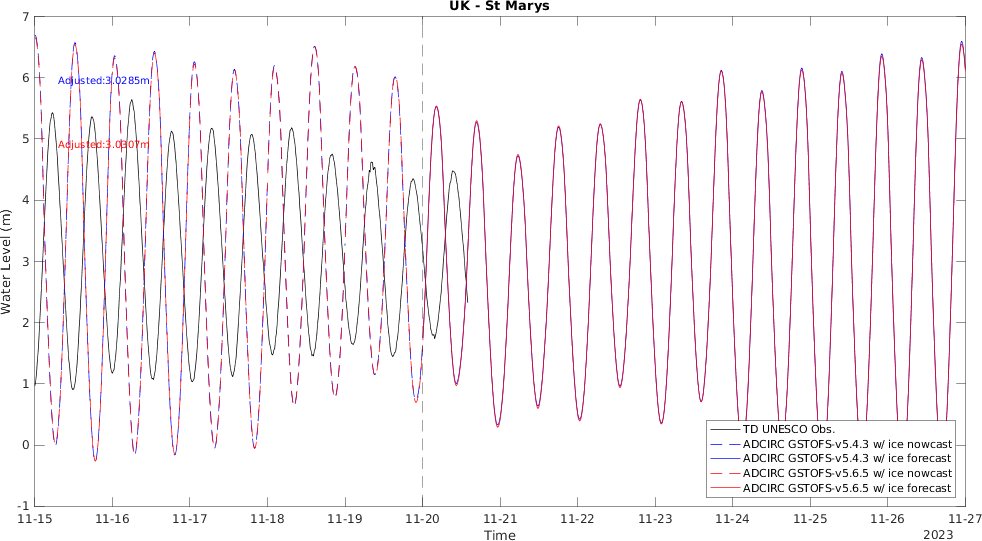 UK - St Marys
7
6
5
4
3
2
1
0
-1
Water Level (m)
Adjusted:3.0285m
Adjusted:3.0307m
TD UNESCO Obs.
ADCIRC GSTOFS-v5.4.3 w/ ice nowcast
ADCIRC GSTOFS-v5.4.3 w/ ice forecast
ADCIRC GSTOFS-v5.6.5 w/ ice nowcast
ADCIRC GSTOFS-v5.6.5 w/ ice forecast
11-15 11-16 11-17 11-18 11-19 11-20 11-21 11-22 11-23 11-24 11-25 11-26 11-27
Time
2023